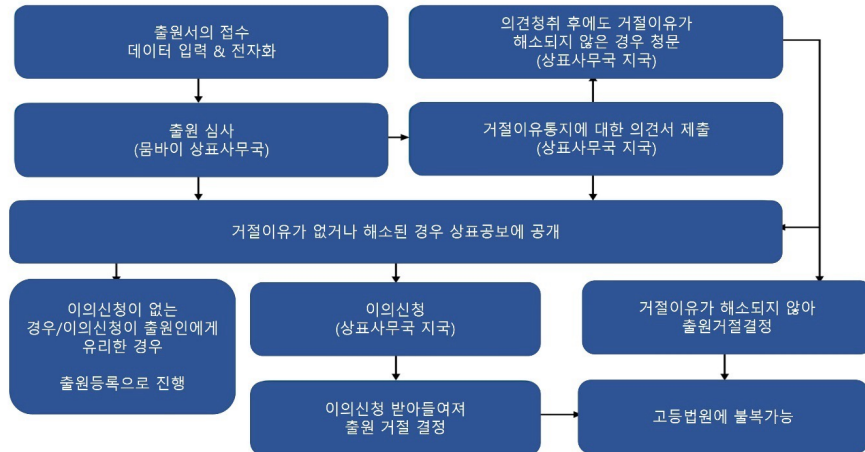 출원서의 접수
데이터 입력 & 전자화
의견청취 후에도 거절이유가
해소되지 않은 경우 청문
(상표사무국 지국)
출원 심사
(뭄바이 상표사무국)
거절이유통지에 대한 의견서 제출
(상표사무국 지국)
거절이유가 없거나 해소된 경우 상표공보에 공개
이의신청이 없는
경우/이의신청이 출원인에게
유리한 경우
출원등록으로 진행
이의신청
(상표사무국 지국)
거절이유가 해소되지 않아
출원거절결정
이의신청 받아들여져
출원 거절 결정
고등법원에 불복가능